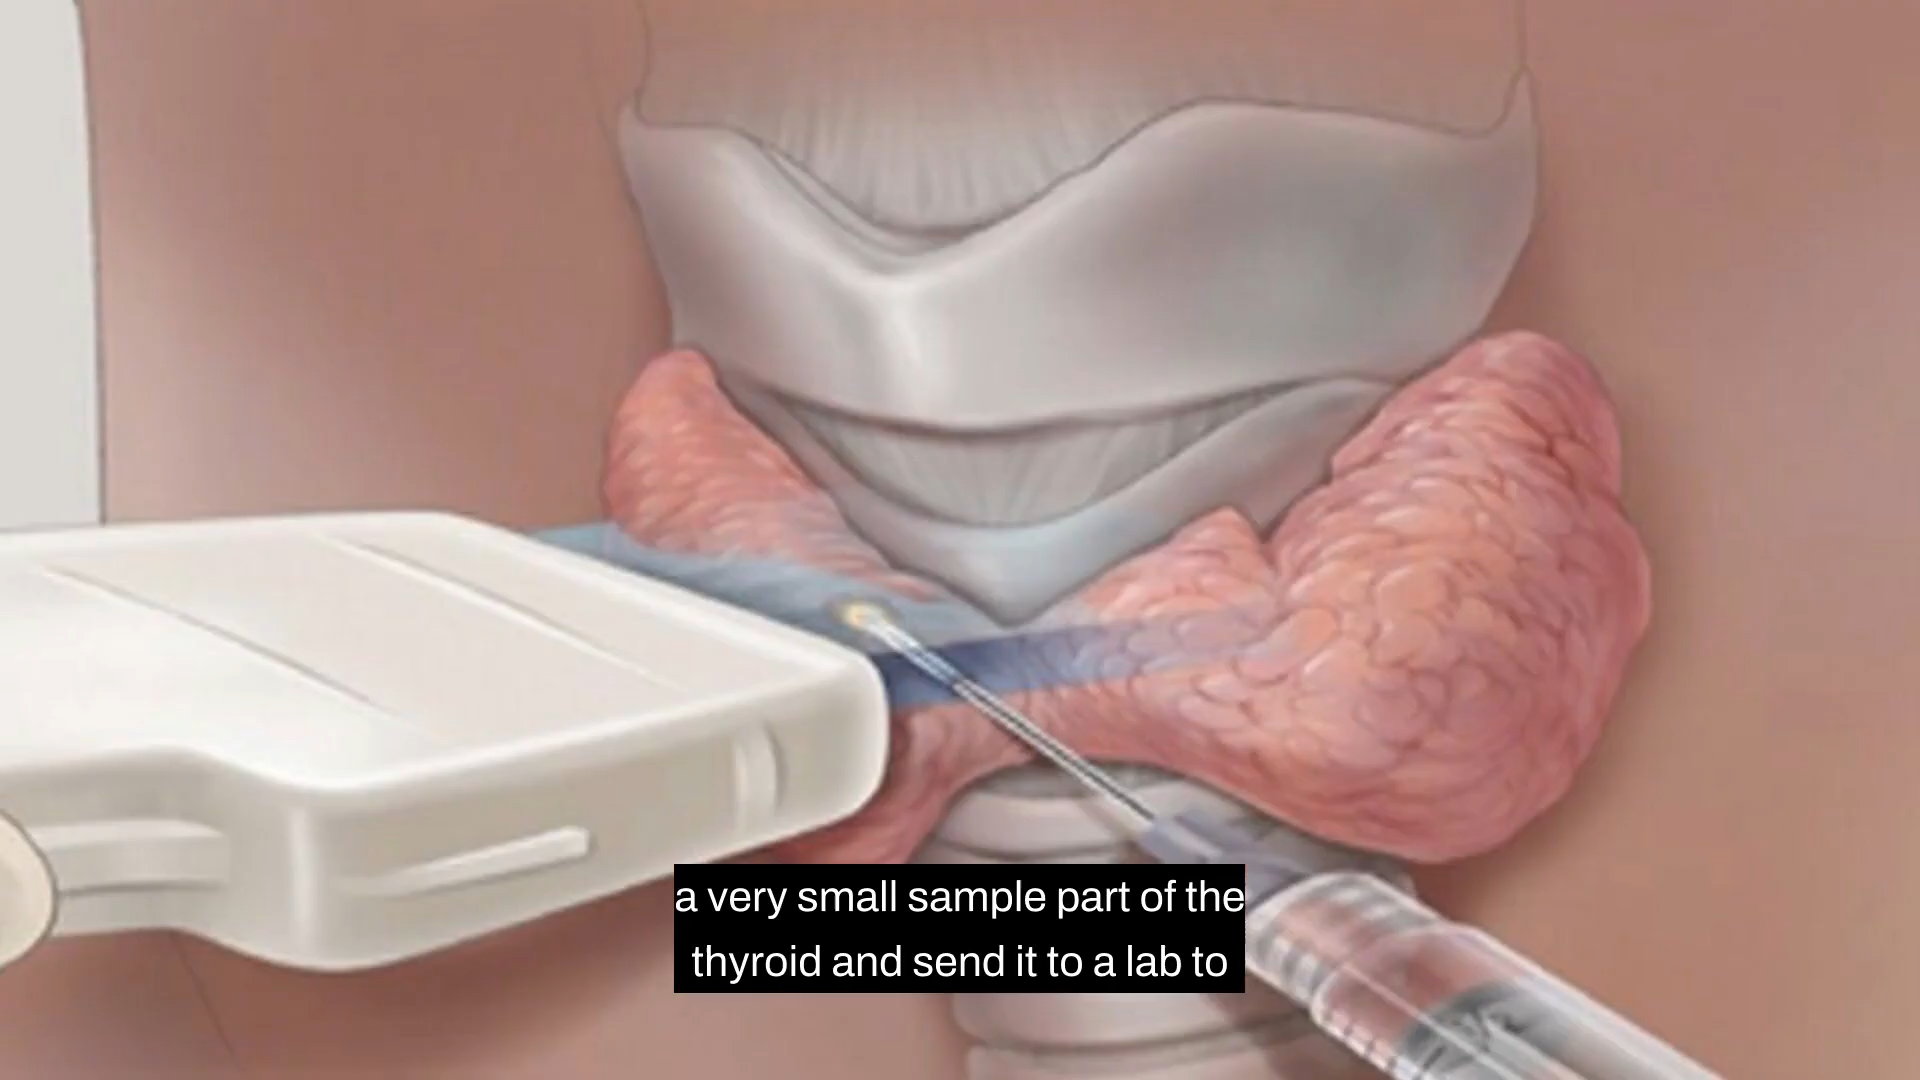 a very small sample part of the
thyroid and send it to a lab to